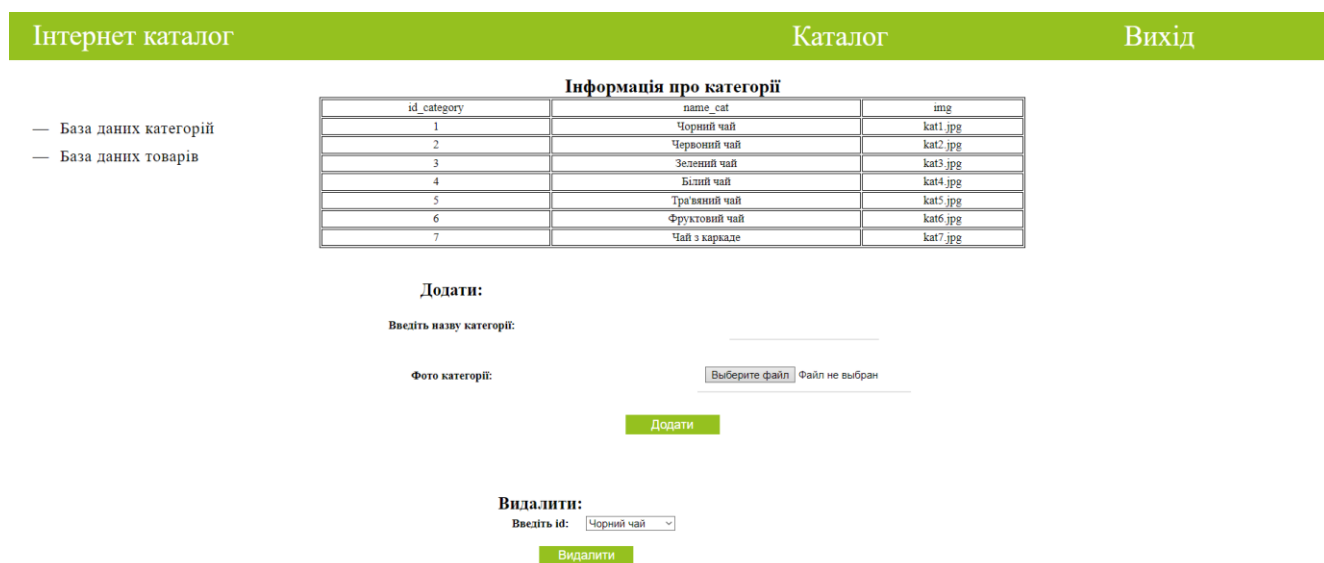 Інтернет каталог Каталог Вихід
Інформація про категорії
— База даних категорій
— База даних товарів
id_category name_cat img
1 Чорний чай kat1.jpg
2 Червоний чай kat2.jpg
3 Зелений чай kat3.jpg
4 Білий чай kat4.jpg
5 Тра'вяний чай kat5.jpg
6 Фруктовий чай kat6.jpg
7 Чай з каркаде kat7.jpg
Додати:
Введіть назву категорії:
Фото категорії: Выберите файл Файл не выбран
Додати
Видалити:
Введіть id: Чорний чай
Видалити